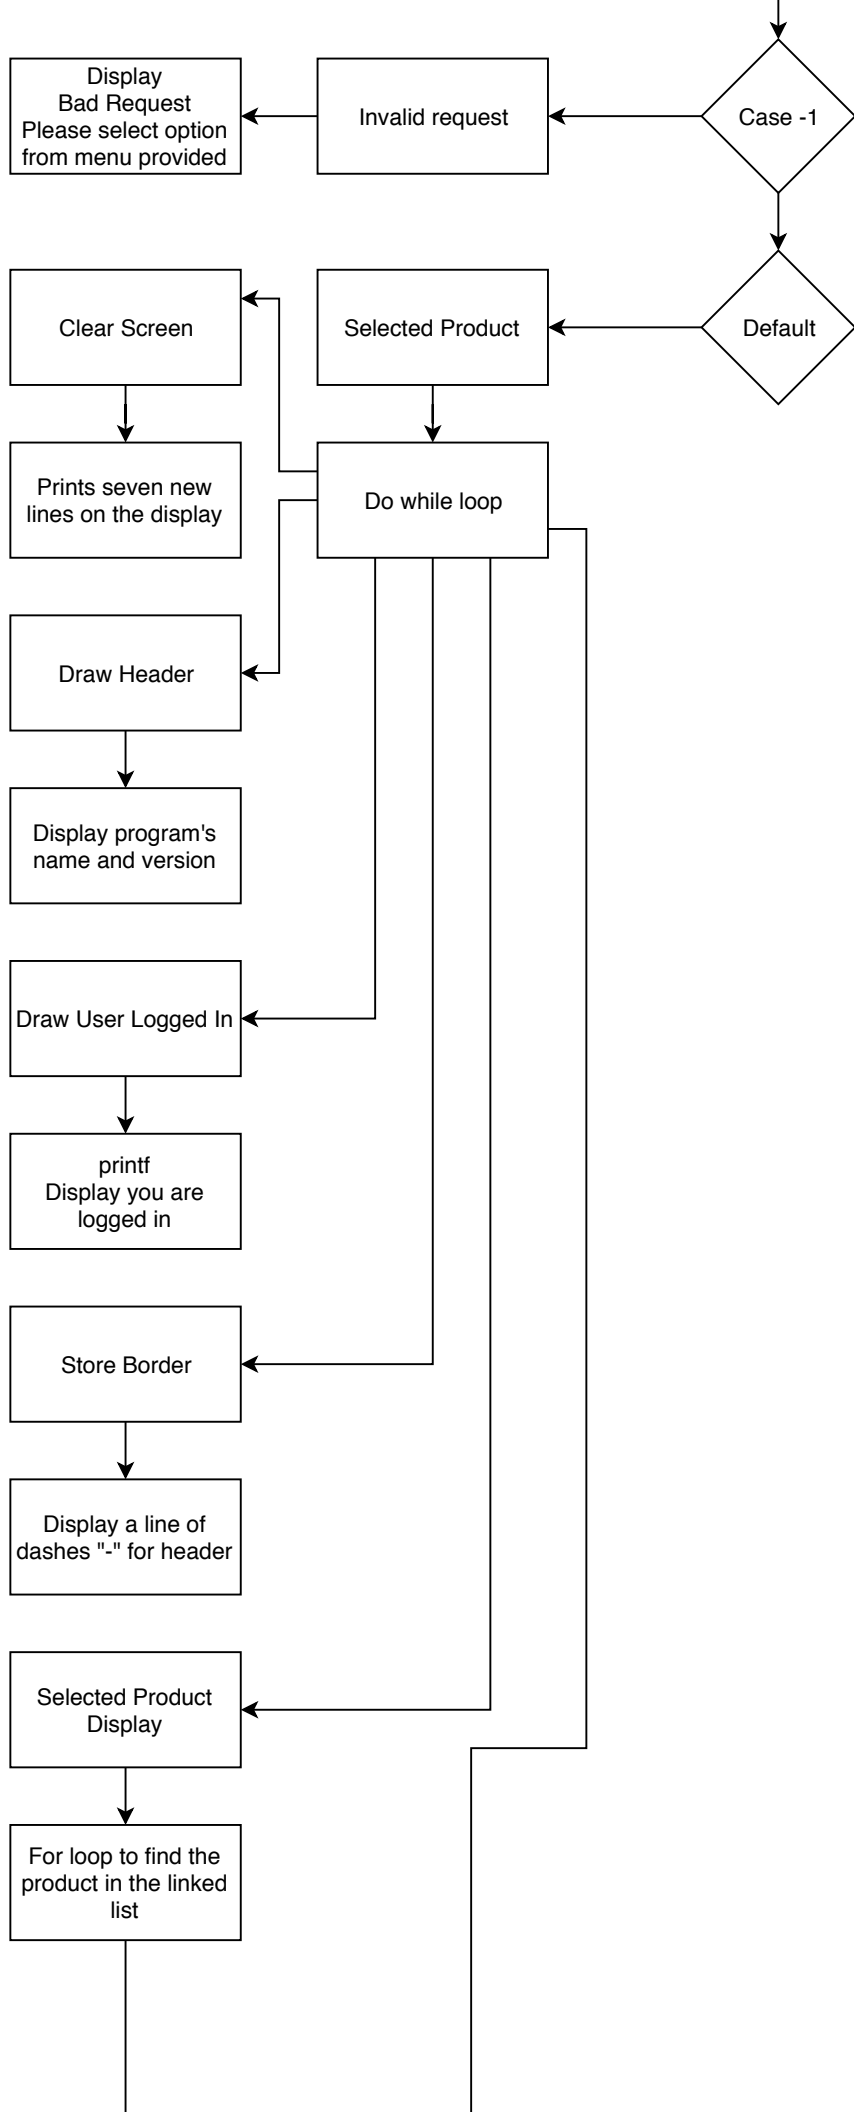 Display
Bad Request
Please select option
from menu provided
Invalid request
Case -1
Clear Screen
Selected Product
Default
Prints seven new
lines on the display
Do while loop
Draw Header
Display program's
name and version
Draw User Logged In
printf
Display you are
logged in
Store Border
Display a line of
dashes "-" for header
Selected Product
Display
For loop to find the
product in the linked
list